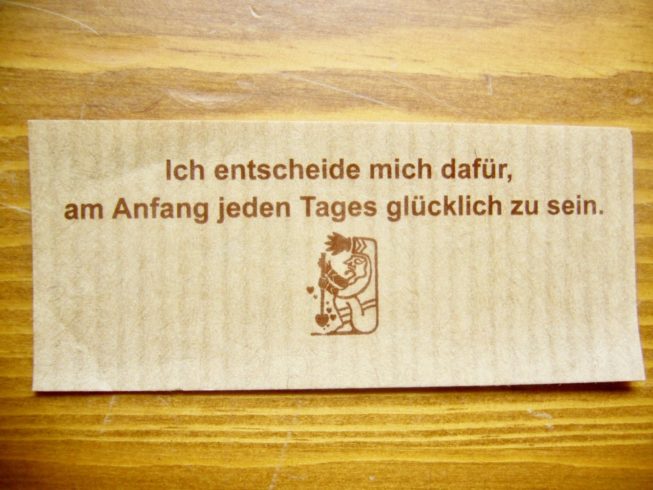 Ich entscheide mich dafür,
am Anfang jeden Tages glücklich zu sein.